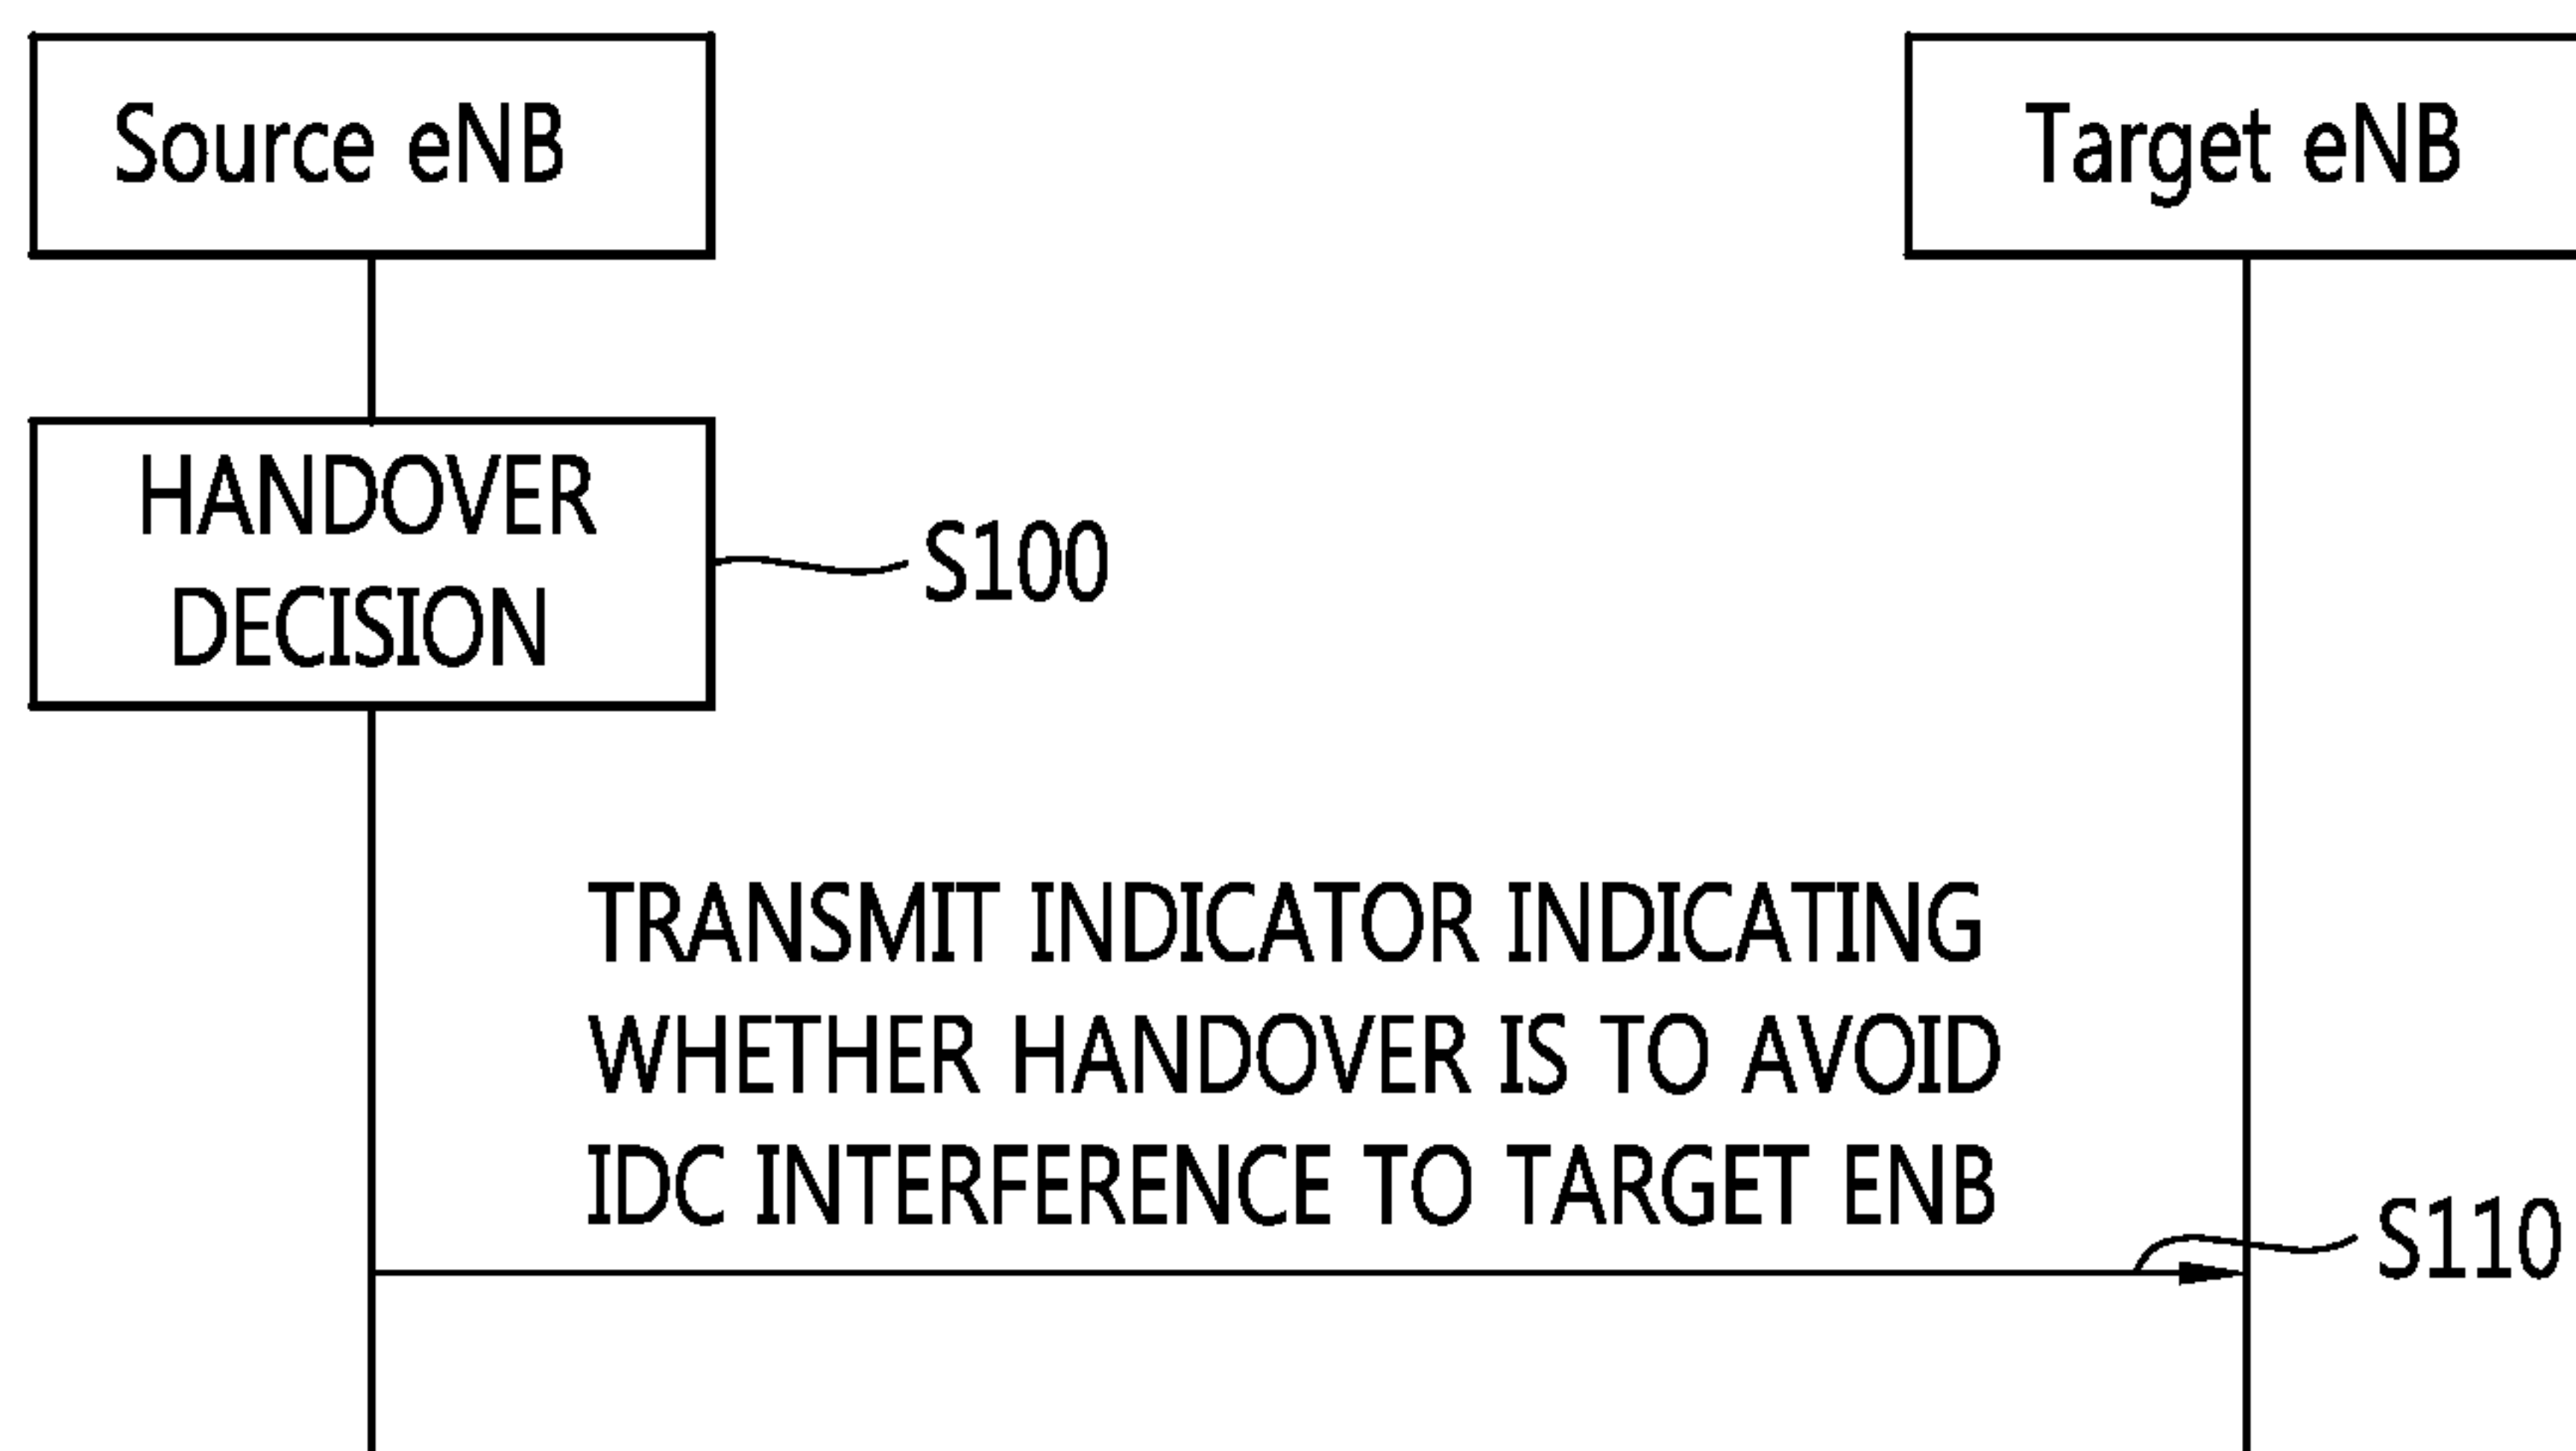 Source eNB
Target eNB
HANDOVER
DECISION
S100
TRANSMIT INDICATOR INDICATING
WHETHER HANDOVER IS TO AVOID
IDC INTERFERENCE TO TARGET ENB
S110